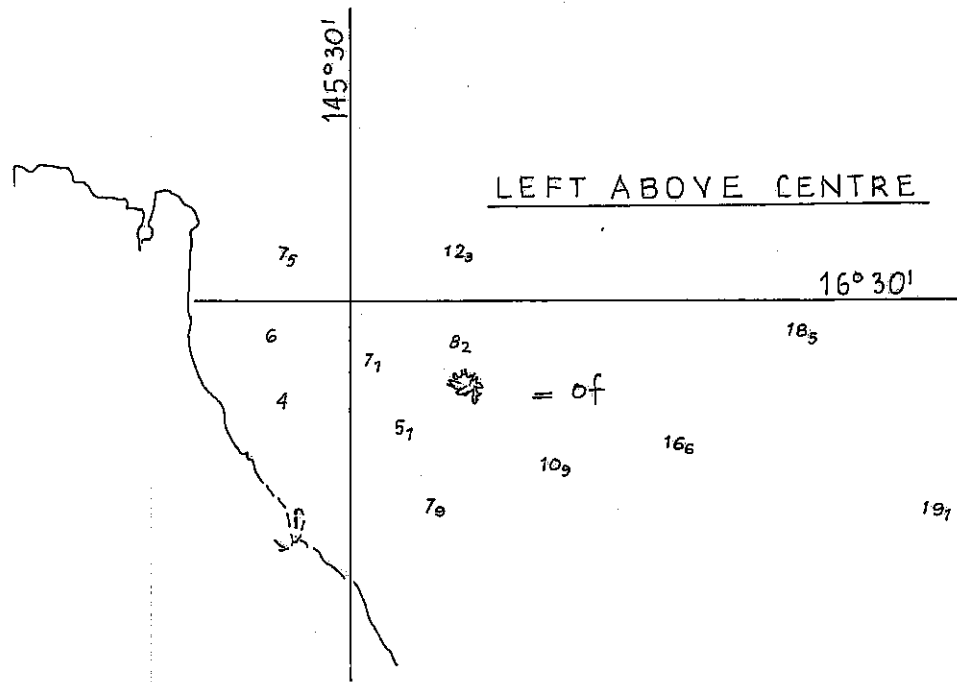 145°30'
LEFT ABOVE CENTRE
7₅ 12₃
16°30'
6 7₁ 8₂ 18₅
4 = of
5₁ 10₉ 16₆
7₉ 19₁